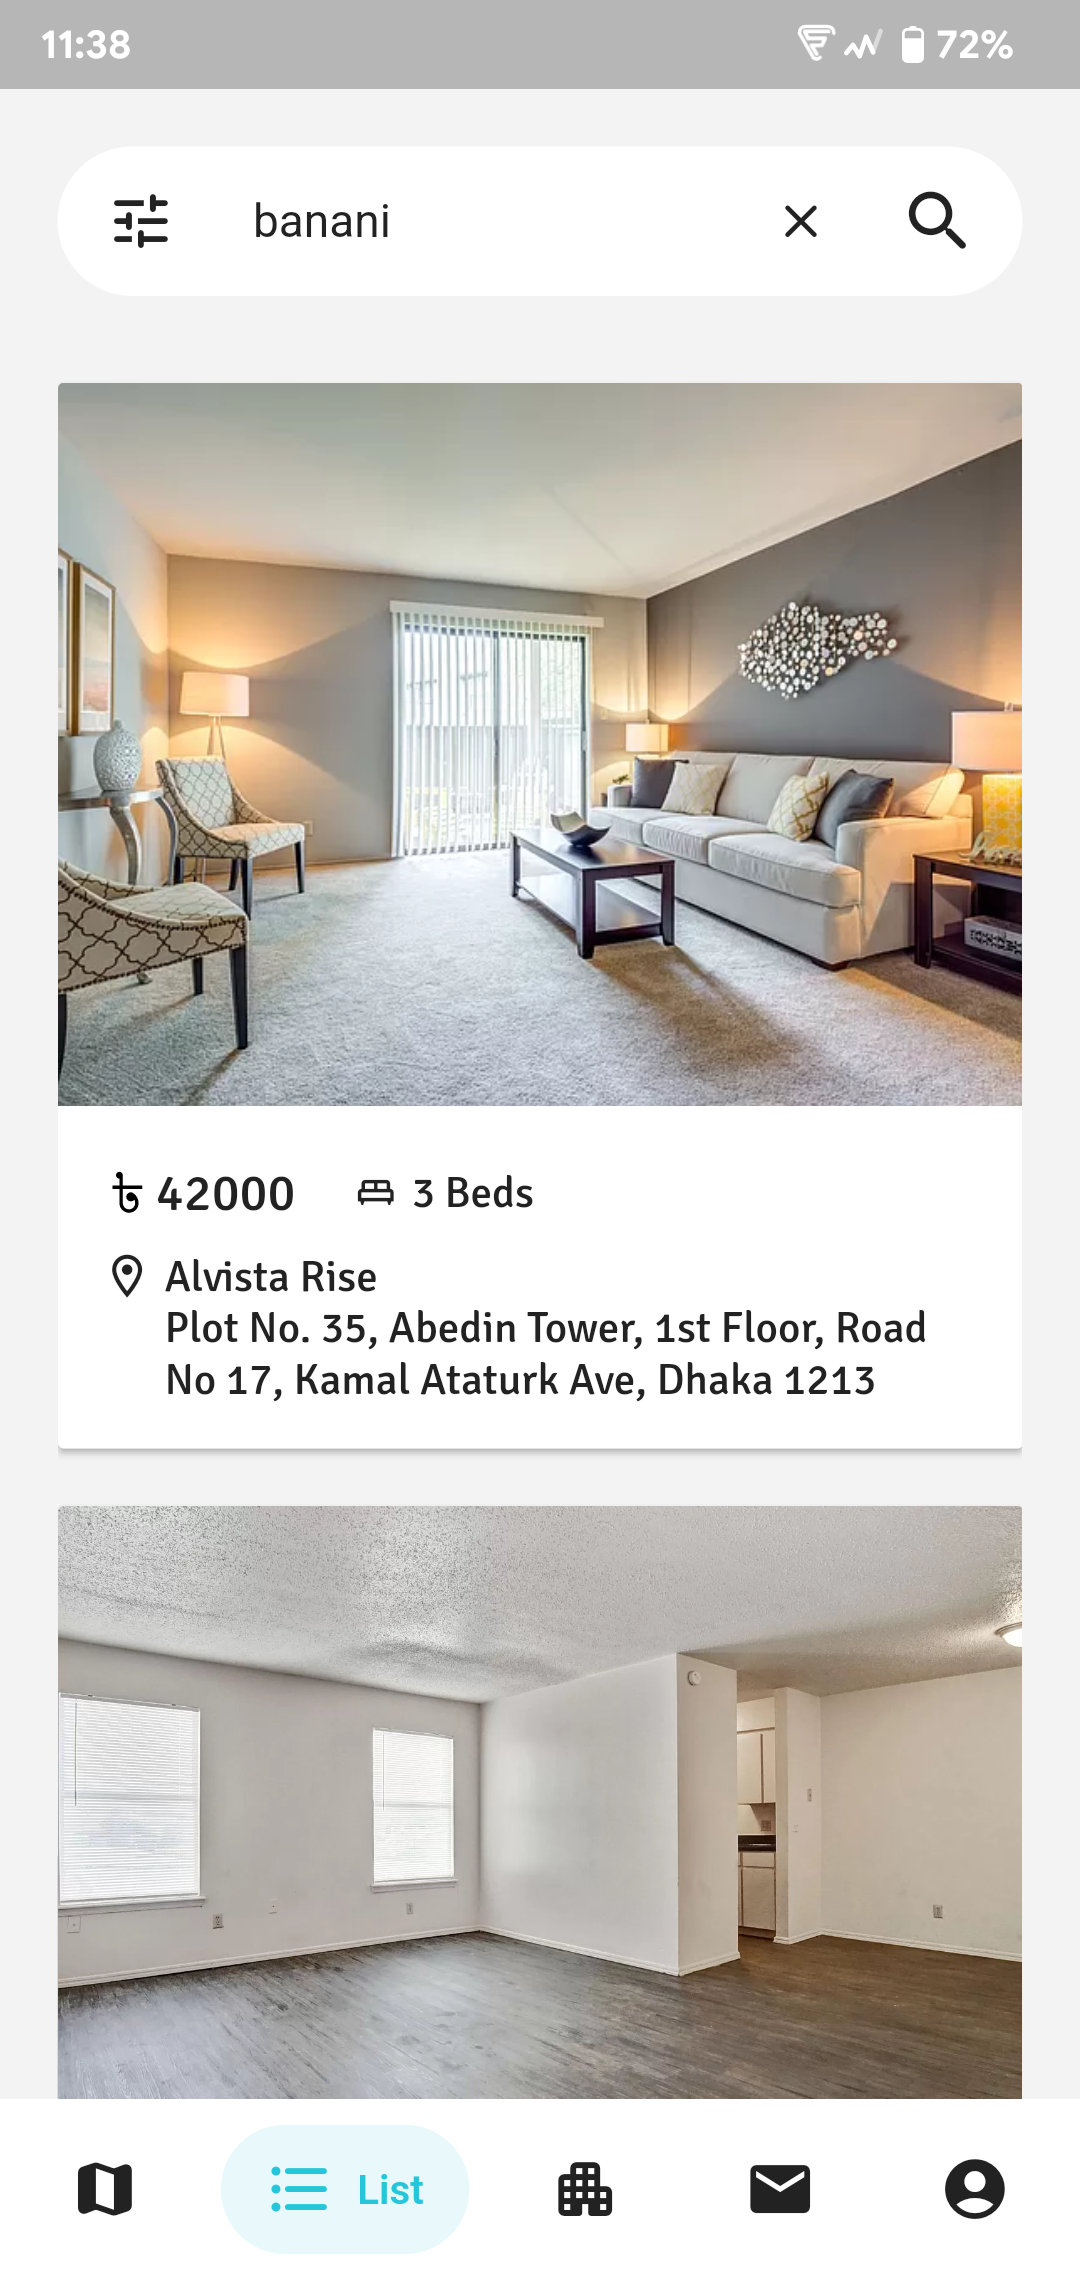 11:38
72%
banani
৳ 42000
3 Beds
Alvista Rise
Plot No. 35, Abedin Tower, 1st Floor, Road
No 17, Kamal Ataturk Ave, Dhaka 1213
List